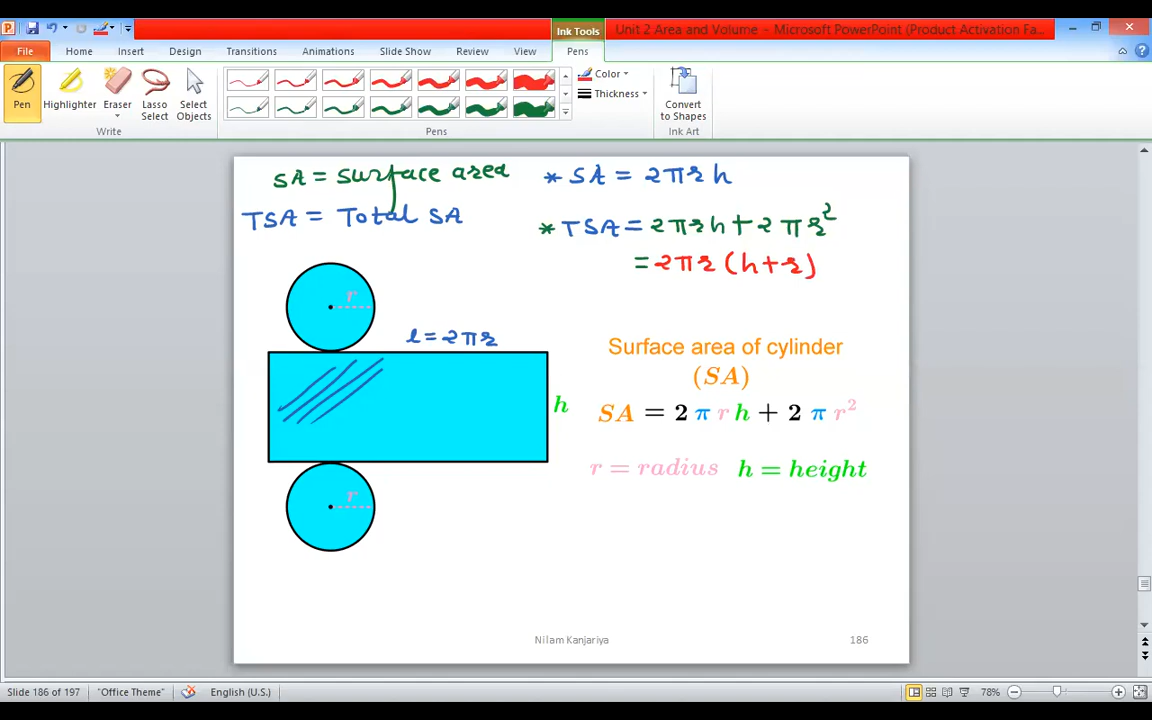 Ink Tools
Unit 2 Area and Volume - Microsoft PowerPoint (Product Activation Fa...
File Home Insert Design Transitions Animations Slide Show Review View Pens
Pen Highlighter Eraser Lasso Select Select Objects
Color
Thickness
Convert to Shapes
Write Pens Ink Art
SA = Surface area
TSA = Total SA
* SA = 2πrh
* TSA = 2πrh + 2πr²
= 2πr (h+r)
r
l = 2πr
h
r
Surface area of cylinder
(SA)
SA = 2 π r h + 2 π r²
r = radius h = height
Nilam Kanjariya 186
Slide 186 of 197 "Office Theme" English (U.S.) 78%